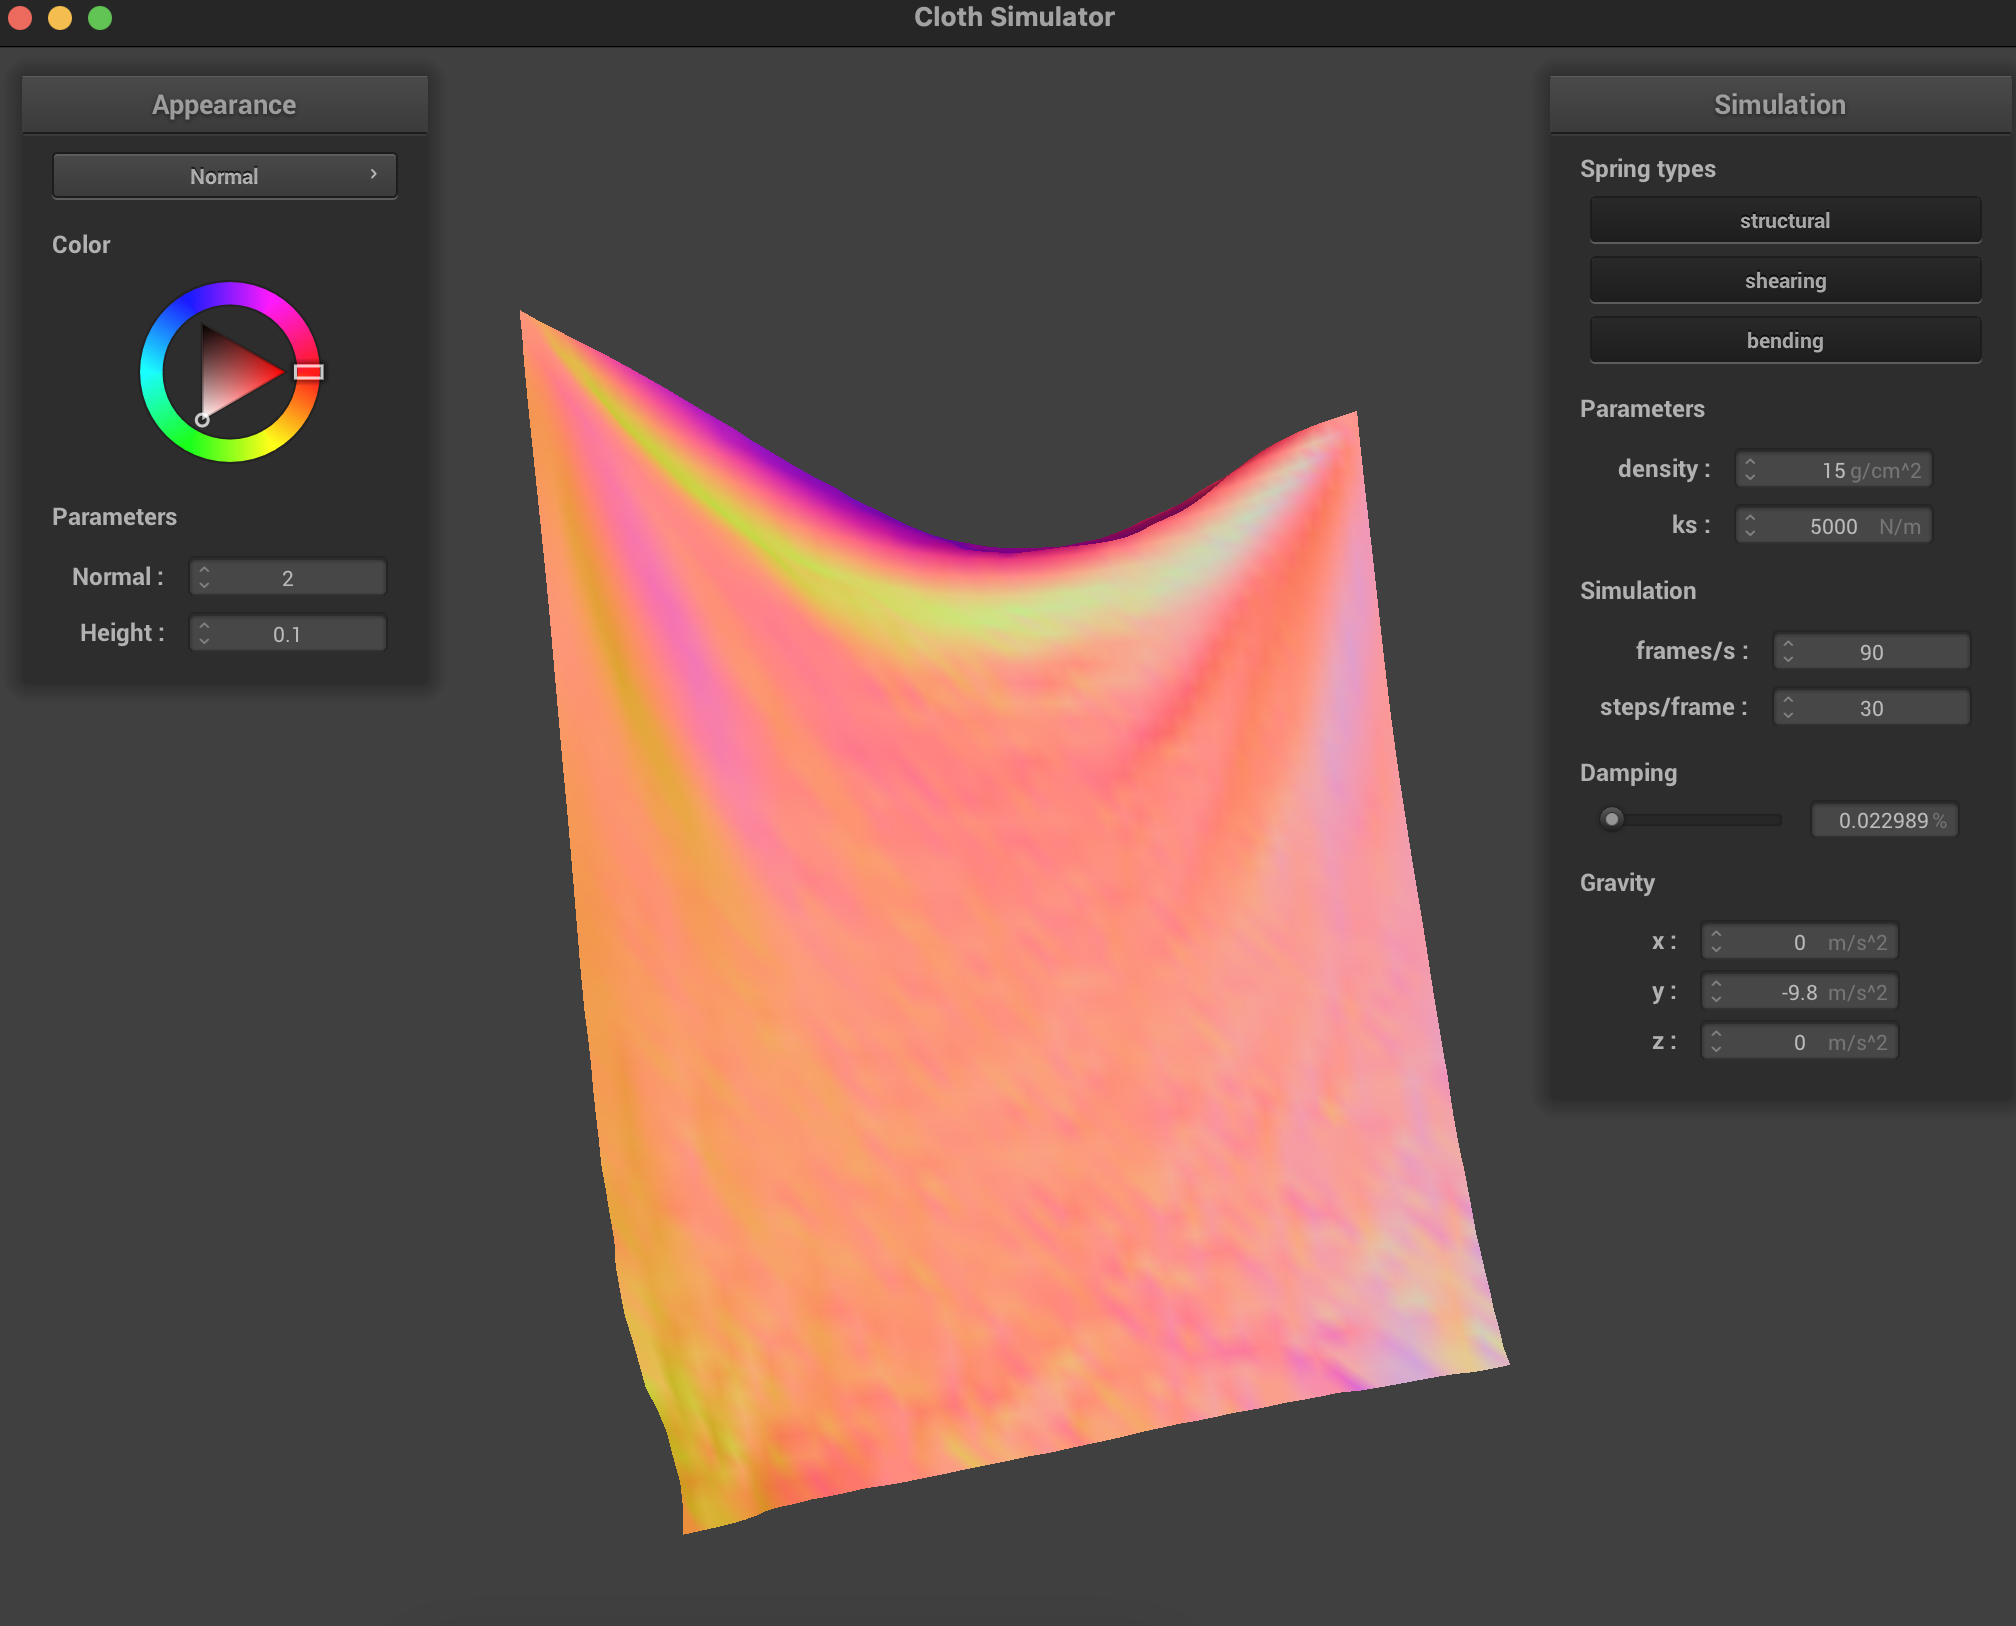 Cloth Simulator
Appearance
Normal
Color
Parameters
Normal : 2
Height : 0.1
Simulation
Spring types
structural
shearing
bending
Parameters
density : 15 g/cm^2
ks : 5000 N/m
Simulation
frames/s : 90
steps/frame : 30
Damping
0.022989 %
Gravity
x : 0 m/s^2
y : -9.8 m/s^2
z : 0 m/s^2